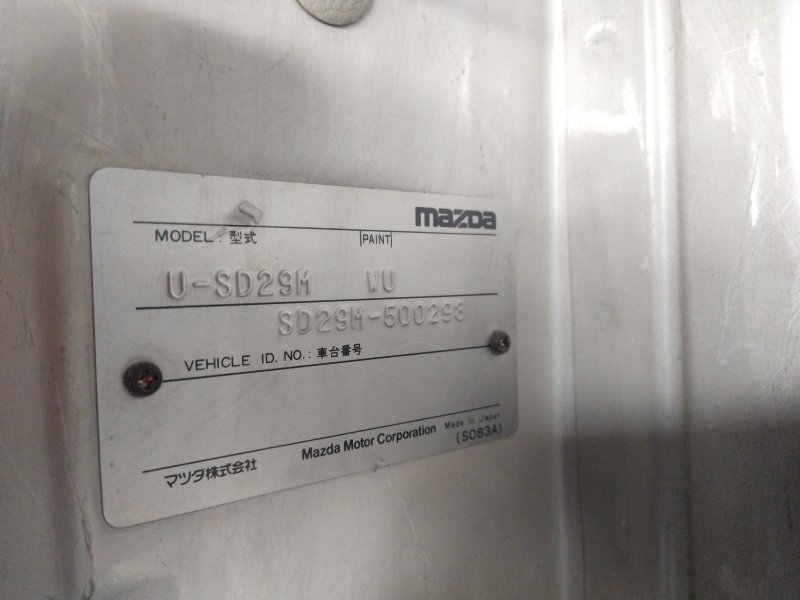 mazda
MODEL : 型式 PAINT
U-SD29M WU
SD29M-500298
VEHICLE ID. NO. : 車台番号
Made in Japan
マツダ株式会社 Mazda Motor Corporation (S083A)